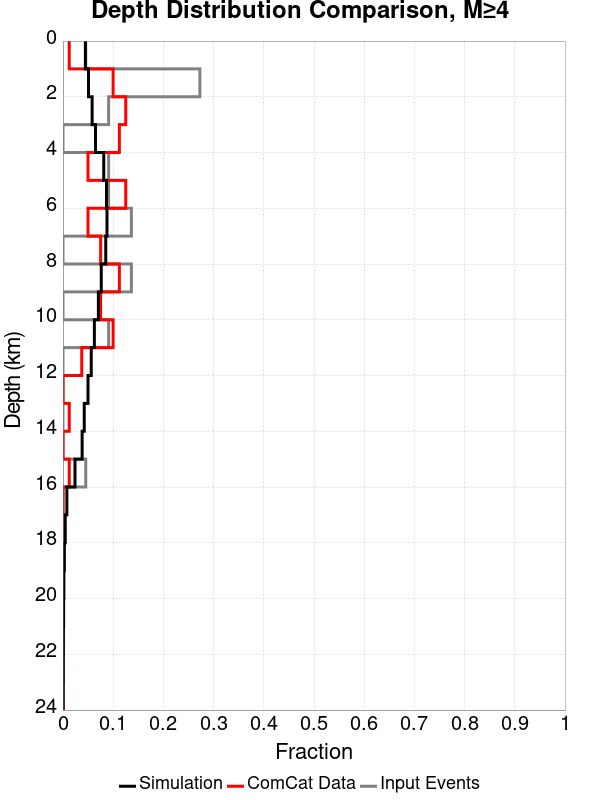 Depth Distribution Comparison, M≥4
0
2
4
6
8
10
12
14
16
18
20
22
24
Depth (km)
0 0.1 0.2 0.3 0.4 0.5 0.6 0.7 0.8 0.9 1
Fraction
Simulation ComCat Data Input Events